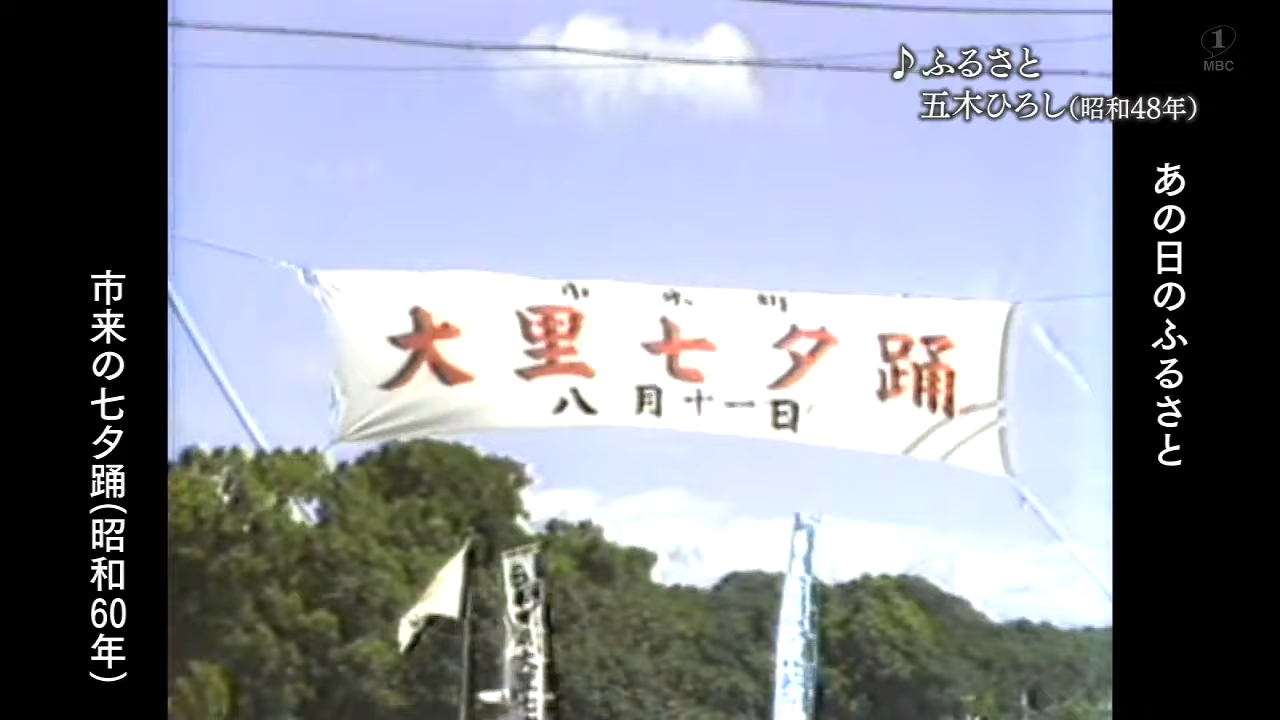 1
MBC
♪ふるさと
五木ひろし(昭和48年)
あの日のふるさと
大里七夕踊
八月十一日
市来の七夕踊(昭和60年)